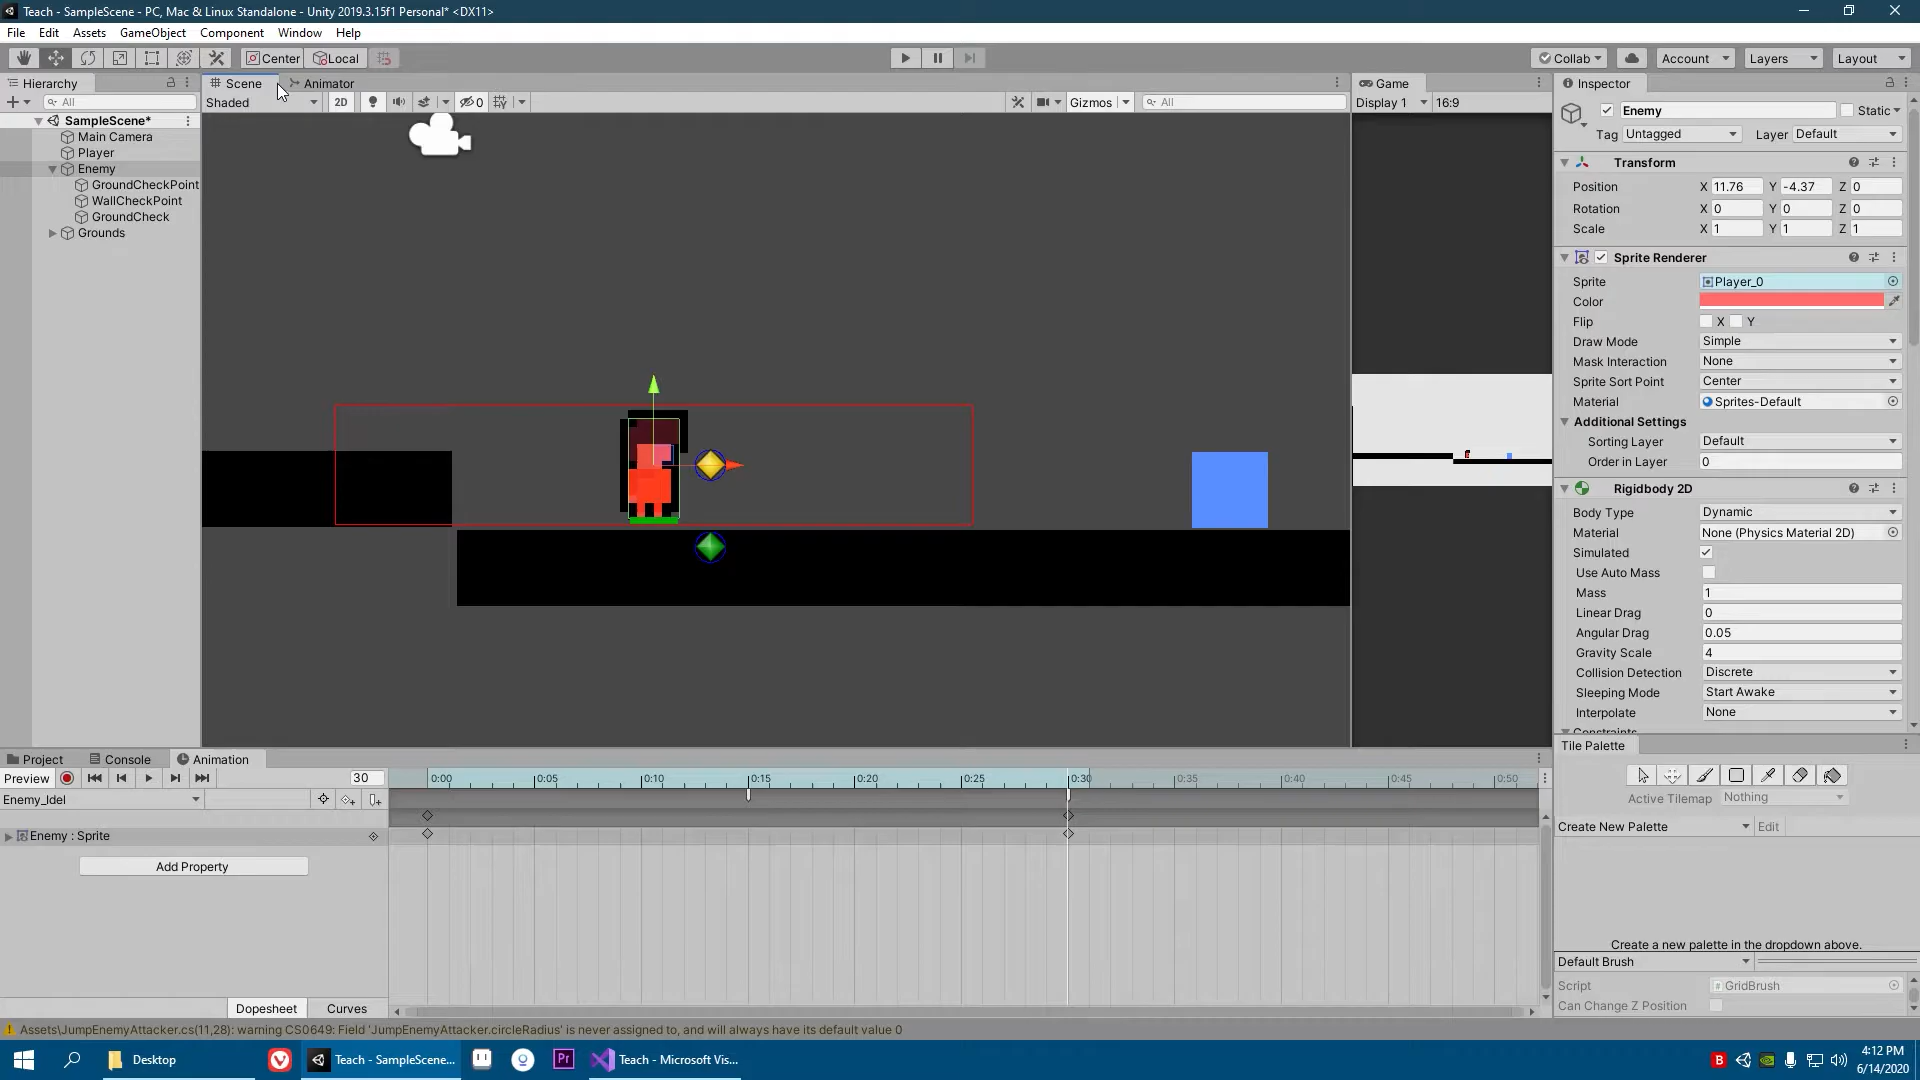 Teach - SampleScene - PC, Mac & Linux Standalone - Unity 2019.3.15f1 Personal* <DX11>
File Edit Assets GameObject Component Window Help
Center Local Collab Account Layers Layout
Hierarchy Scene Animator Game Inspector
All Shaded 2D 0 Gizmos All Display 1 16:9
SampleScene*
Main Camera
Player
Enemy
GroundCheckPoint
WallCheckPoint
GroundCheck
Grounds
Enemy Static
Tag Untagged Layer Default
Transform
Position X 11.76 Y -4.37 Z 0
Rotation X 0 Y 0 Z 0
Scale X 1 Y 1 Z 1
Sprite Renderer
Sprite Player_0
Color
Flip X Y
Draw Mode Simple
Mask Interaction None
Sprite Sort Point Center
Material Sprites-Default
Additional Settings
Sorting Layer Default
Order in Layer 0
Rigidbody 2D
Body Type Dynamic
Material None (Physics Material 2D)
Simulated
Use Auto Mass
Mass 1
Linear Drag 0
Angular Drag 0.05
Gravity Scale 4
Collision Detection Discrete
Sleeping Mode Start Awake
Interpolate None
Constraints
Project Console Animation
Preview 30 0:00 0:05 0:10 0:15 0:20 0:25 0:30 0:35 0:40 0:45 0:50
Enemy_Idel
Enemy : Sprite
Add Property
Dopesheet Curves
Tile Palette
Active Tilemap Nothing
Create New Palette Edit
Create a new palette in the dropdown above.
Default Brush
Script GridBrush
Can Change Z Position
Assets\JumpEnemyAttacker.cs(11,28): warning CS0649: Field 'JumpEnemyAttacker.circleRadius' is never assigned to, and will always have its default value 0
Desktop Teach - SampleScene... Pr Teach - Microsoft Vis... B
4:12 PM
6/14/2020